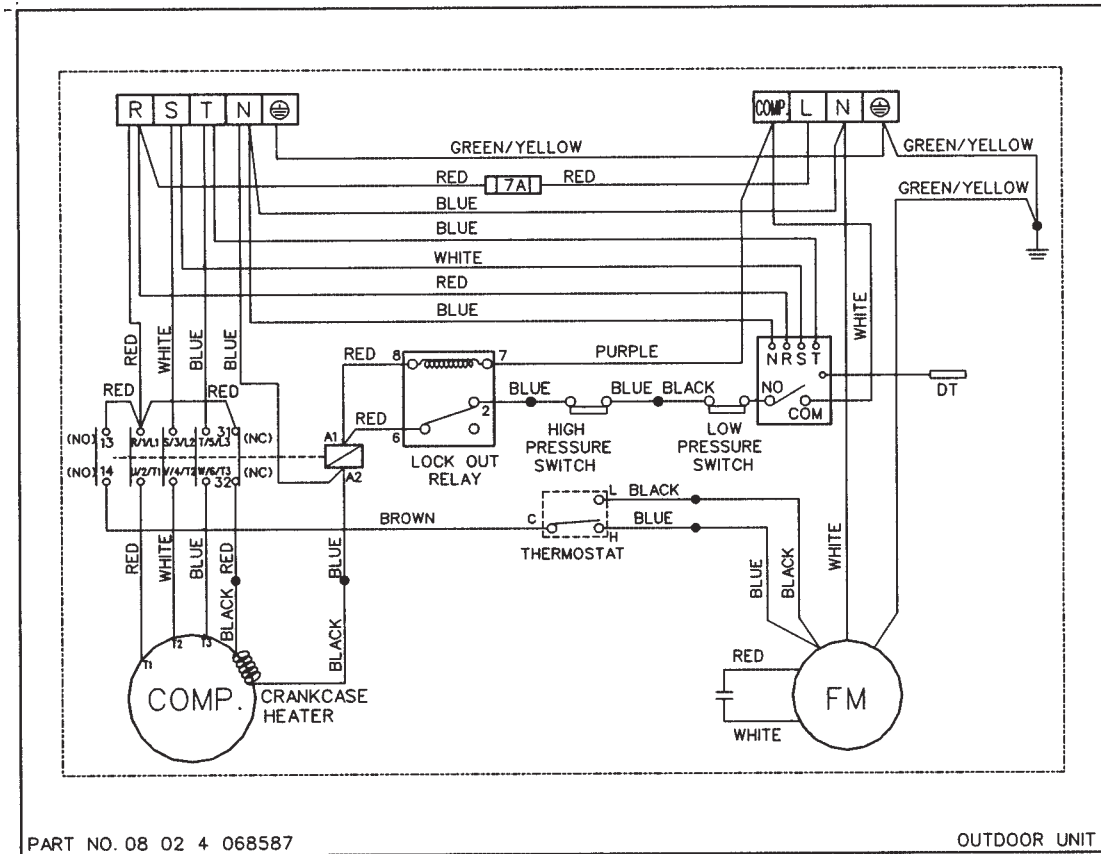 R S T N
COMP. L N
GREEN/YELLOW
GREEN/YELLOW
RED 7A RED
GREEN/YELLOW
BLUE
BLUE
WHITE
RED
BLUE
RED
WHITE
BLUE
BLUE
WHITE
N R S T
RED 8 7 PURPLE
RED RED
BLUE BLUE BLACK NO
DT
2
COM
RED
6
(NO) 13 R/1/L1 S/3/L2 T/5/L3 31 (NC)
A1
HIGH
PRESSURE
SWITCH
LOW
PRESSURE
SWITCH
LOCK OUT
RELAY
(NO) 14 U/2/T1 V/4/T2 W/6/T3 32 (NC)
A2
L BLACK
BROWN C BLUE
H
THERMOSTAT
RED
WHITE
BLUE
RED
BLUE
WHITE
BLUE
BLACK
BLACK
BLACK
T1 T2 T3
COMP.
CRANKCASE
HEATER
RED
FM
WHITE
PART NO. 08 02 4 068587
OUTDOOR UNIT